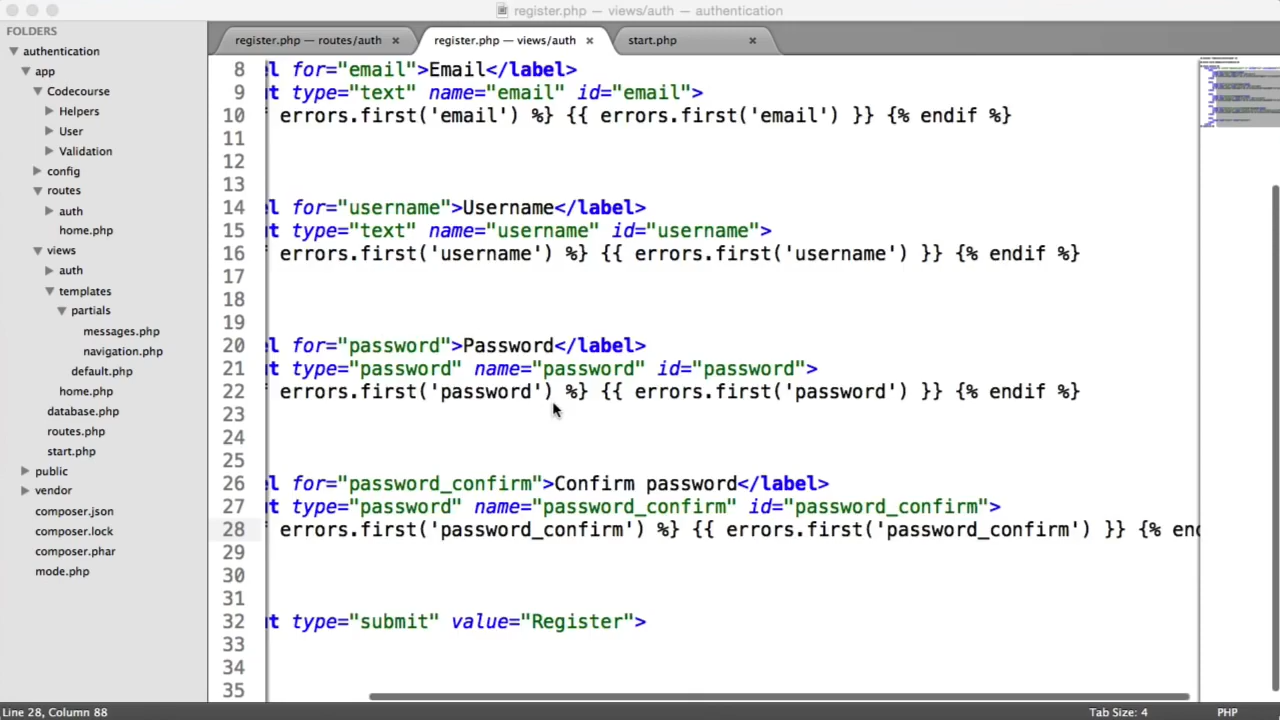 register.php — views/auth — authentication
FOLDERS
authentication
app
Codecourse
Helpers
User
Validation
config
routes
auth
home.php
views
auth
templates
partials
messages.php
navigation.php
default.php
home.php
database.php
routes.php
start.php
public
vendor
composer.json
composer.lock
composer.phar
mode.php
register.php — routes/auth ×
register.php — views/auth ×
start.php ×
8 l for="email">Email</label>
9 t type="text" name="email" id="email">
10 errors.first('email') %} {{ errors.first('email') }} {% endif %}
11
12
13
14 l for="username">Username</label>
15 t type="text" name="username" id="username">
16 errors.first('username') %} {{ errors.first('username') }} {% endif %}
17
18
19
20 l for="password">Password</label>
21 t type="password" name="password" id="password">
22 errors.first('password') %} {{ errors.first('password') }} {% endif %}
23
24
25
26 l for="password_confirm">Confirm password</label>
27 t type="password" name="password_confirm" id="password_confirm">
28 errors.first('password_confirm') %} {{ errors.first('password_confirm') }} {% en
29
30
31
32 t type="submit" value="Register">
33
34
35
Line 28, Column 88
Tab Size: 4
PHP